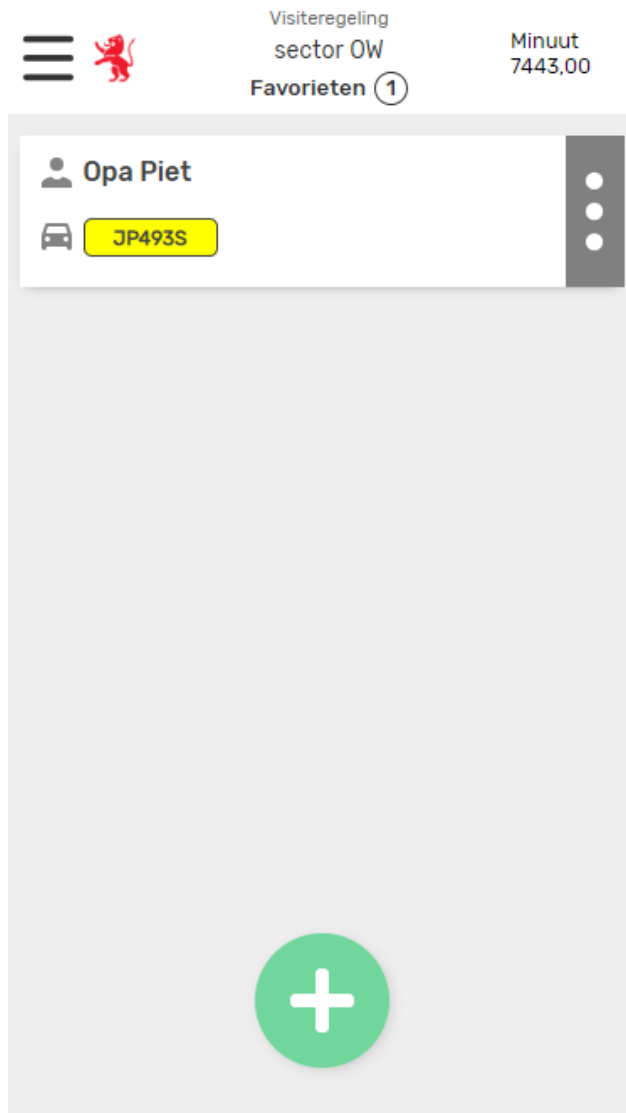 Visiteregeling
sector OW
Favorieten 1
Minuut
7443,00
Opa Piet
JP493S